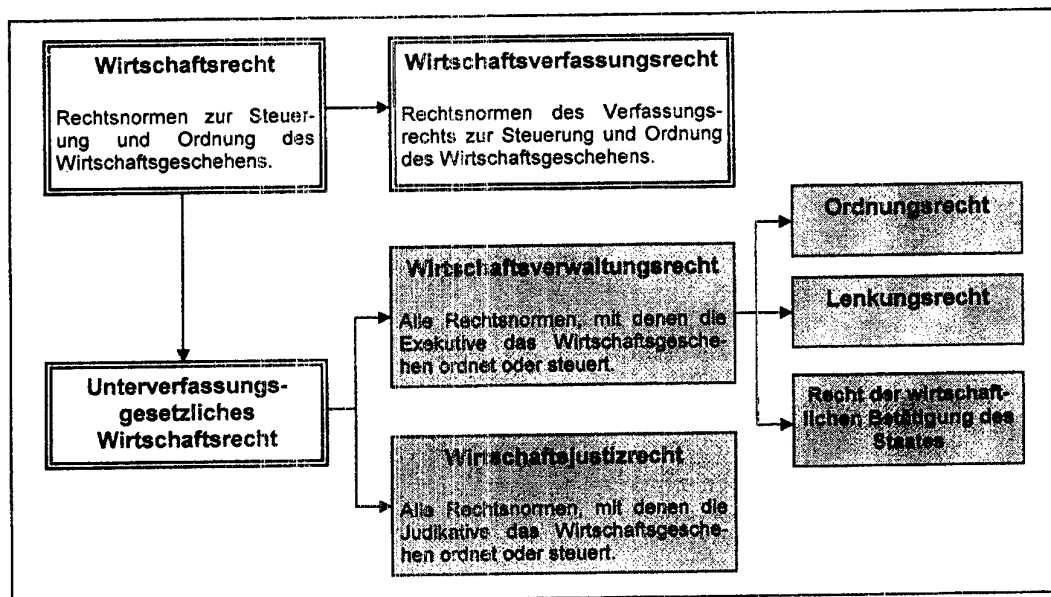 Wirtschaftsrecht
Rechtsnormen zur Steuer-
ung und Ordnung des
Wirtschaftsgeschehens.
Wirtschaftsverfassungsrecht
Rechtsnormen des Verfassungs-
rechts zur Steuerung und Ordnung
des Wirtschaftsgeschehens.
Unterverfassungs-
gesetzliches
Wirtschaftsrecht
Wirtschaftsverwaltungsrecht
Alle Rechtsnormen, mit denen die
Exekutive das Wirtschaftsgesche-
hen ordnet oder steuert.
Wirtschaftsjustizrecht
Alle Rechtsnormen, mit denen die
Judikative das Wirtschaftsgesche-
hen ordnet oder steuert.
Ordnungsrecht
Lenkungsrecht
Recht der wirtschaft-
lichen Betätigung des
Staates